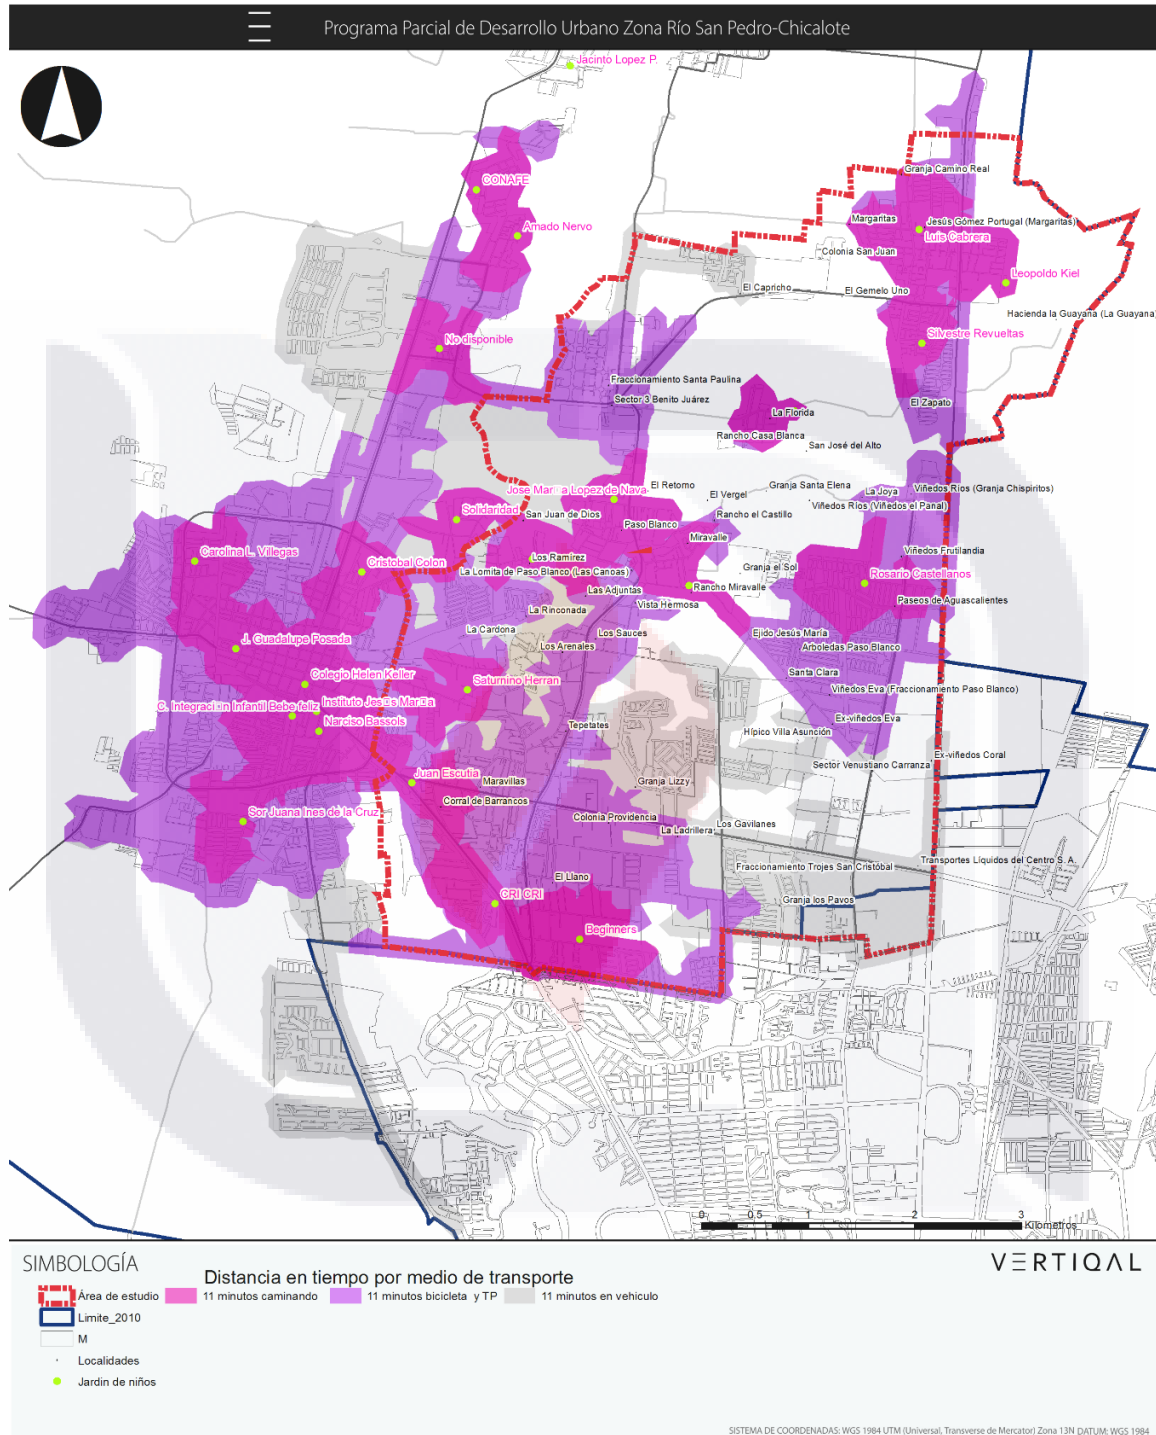 Programa Parcial de Desarrollo Urbano Zona Río San Pedro-Chicalote
Jacinto Lopez P.
Granja Camino Real
CONAFE
Margaritas
Jesús Gómez Portugal (Margaritas)
Amado Nervo
Luis Cabrera
Colonia San Juan
Leopoldo Kiel
El Capricho
El Gemelo Uno
Hacienda la Guayana (La Guayana)
No disponible
Silvestre Revueltas
Fraccionamiento Santa Paulina
Sector 3 Benito Juárez
El Zapato
La Florida
Rancho Casa Blanca
San José del Alto
El Retorno
Granja Santa Elena
Viñedos Ríos (Granja Chispiritos)
La Joya
El Vergel
Solidaridad
San Juan de Dios
Rancho el Castillo
Viñedos Ríos (Viñedos el Panal)
Paso Blanco
Miravalle
Carolina L. Villegas
Cristobal Colon
Los Ramírez
Viñedos Frutilandia
La Lomita de Paso Blanco (Las Canoas)
Granja el Sol
Rosario Castellanos
Las Adjuntas
Rancho Miravalle
Vista Hermosa
Paseos de Aguascalientes
La Rinconada
La Cardona
Los Sauces
Ejido Jesús María
J. Guadalupe Posada
Los Arenales
Arboledas Paso Blanco
Colegio Helen Keller
Saturnino Herran
Santa Clara
Viñedos Eva (Fraccionamiento Paso Blanco)
Narciso Bassols
Tepetates
Ex-viñedos Eva
Hípico Villa Asunción
Ex-viñedos Coral
Sector Venustiano Carranza
Juan Escutia
Maravillas
Granja Lizzy
Corral de Barrancos
Sor Juana Ines de la Cruz
Colonia Providencia
La Ladrillera
Los Gavilanes
Transportes Líquidos del Centro S. A.
Fraccionamiento Trojes San Cristóbal
El Llano
CRI CRI
Granja los Pavos
Beginners
0 0.5 1 2 3
Kilómetros
SIMBOLOGÍA
VERTIQAL
Distancia en tiempo por medio de transporte
Área de estudio
11 minutos caminando
11 minutos bicicleta y TP
11 minutos en vehiculo
Limite_2010
M
Localidades
Jardin de niños
SISTEMA DE COORDENADAS: WGS 1984 UTM (Universal, Transverse de Mercator) Zona 13N DATUM: WGS 1984